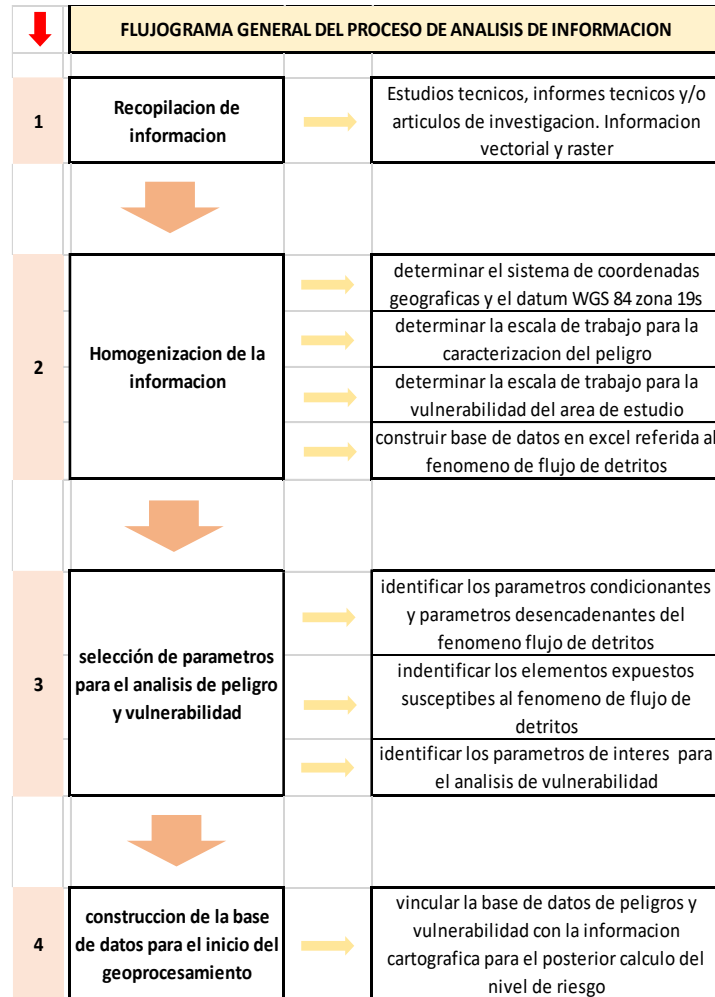 FLUJOGRAMA GENERAL DEL PROCESO DE ANALISIS DE INFORMACION
1
Recopilacion de
informacion
Estudios tecnicos, informes tecnicos y/o
articulos de investigacion. Informacion
vectorial y raster
2
Homogenizacion de la
informacion
determinar el sistema de coordenadas
geograficas y el datum WGS 84 zona 19s
determinar la escala de trabajo para la
caracterizacion del peligro
determinar la escala de trabajo para la
vulnerabilidad del area de estudio
construir base de datos en excel referida al
fenomeno de flujo de detritos
3
selección de parametros
para el analisis de peligro
y vulnerabilidad
identificar los parametros condicionantes
y parametros desencadenantes del
fenomeno flujo de detritos
indentificar los elementos expuestos
susceptibes al fenomeno de flujo de
detritos
identificar los parametros de interes para
el analisis de vulnerabilidad
4
construccion de la base
de datos para el inicio del
geoprocesamiento
vincular la base de datos de peligros y
vulnerabilidad con la informacion
cartografica para el posterior calculo del
nivel de riesgo